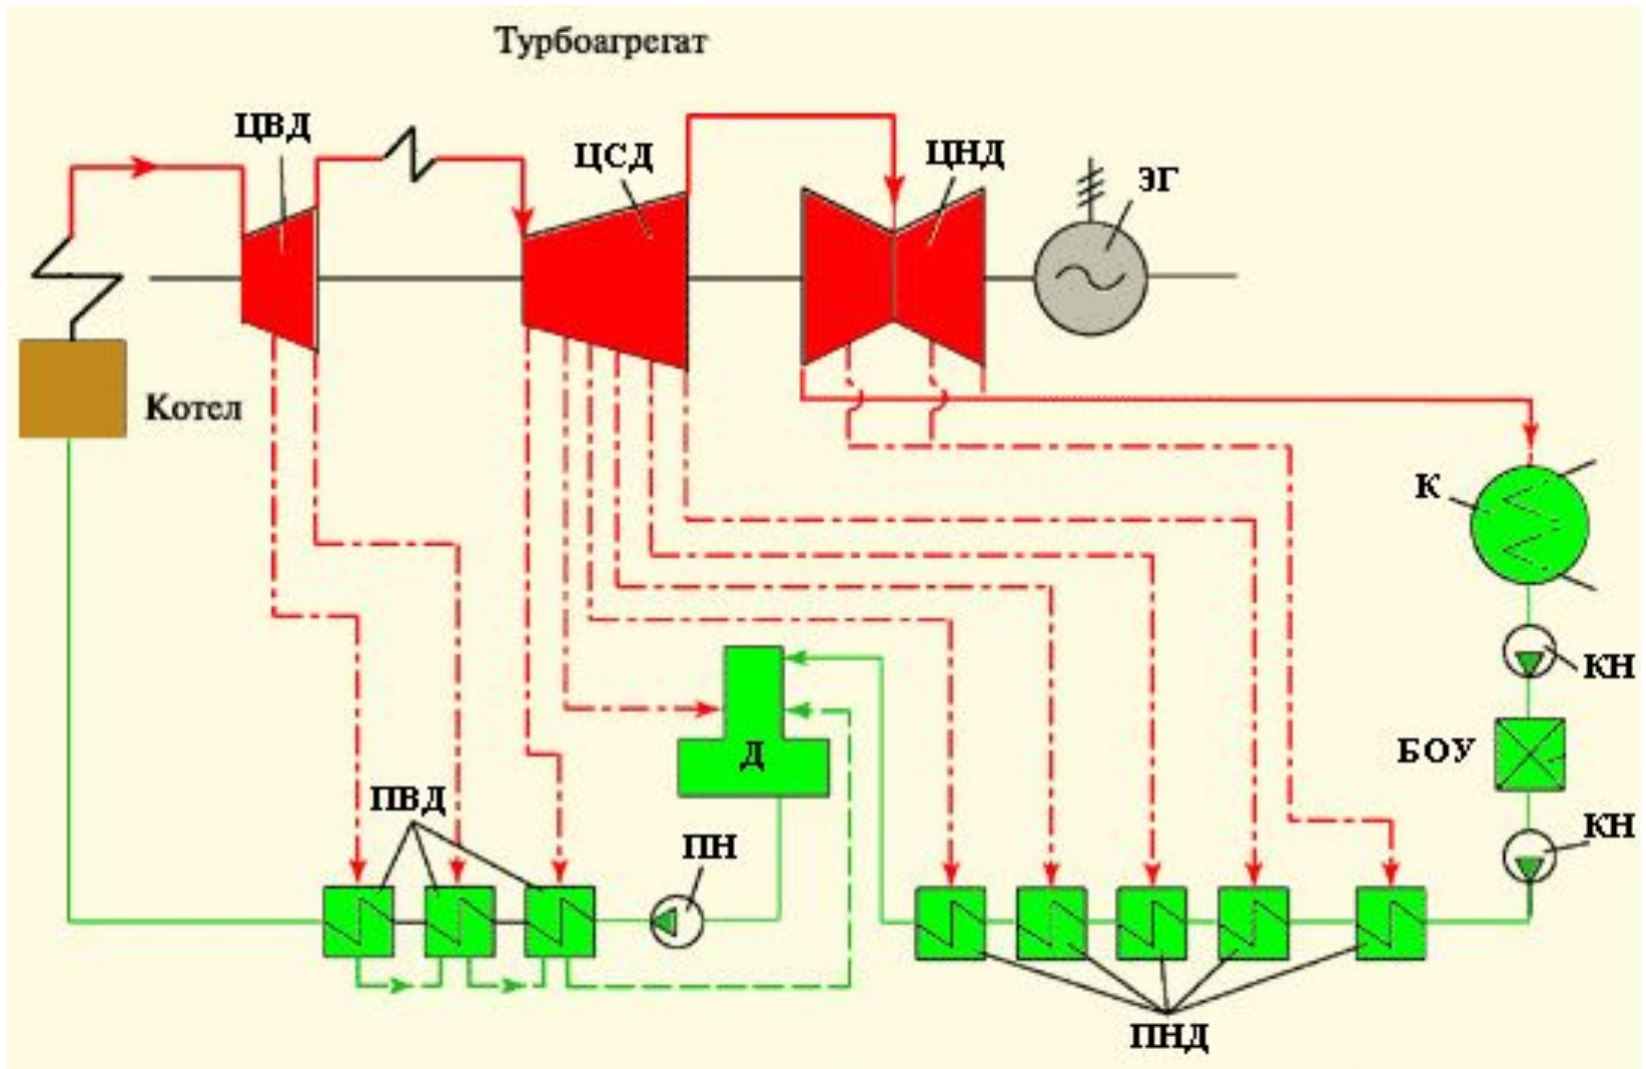 Турбоагрегат
ЦВД
ЦСД
ЦНД
ЭГ
Котел
К
КН
БОУ
Д
ПВД
ПН
КН
ПНД